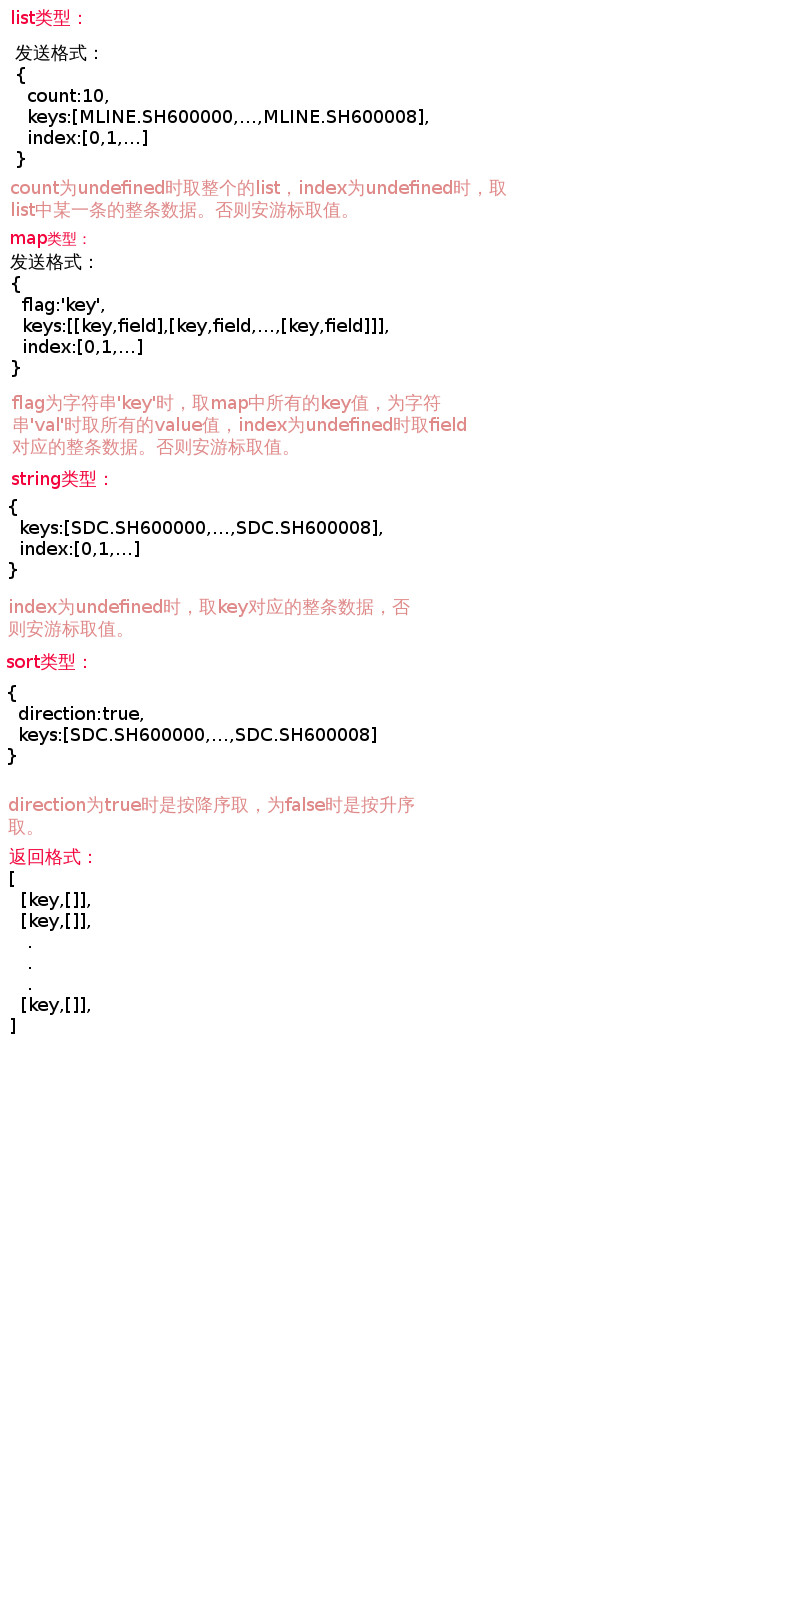 list类型：
发送格式：
{
count:10,
keys:[MLINE.SH600000,...,MLINE.SH600008],
index:[0,1,...]
}
count为undefined时取整个的list，index为undefined时，取
list中某一条的整条数据。否则安游标取值。
map类型：
发送格式：
{
flag:'key',
keys:[[key,field],[key,field,...,[key,field]]],
index:[0,1,...]
}
flag为字符串'key'时，取map中所有的key值，为字符
串'val'时取所有的value值，index为undefined时取field
对应的整条数据。否则安游标取值。
string类型：
{
keys:[SDC.SH600000,...,SDC.SH600008],
index:[0,1,...]
}
index为undefined时，取key对应的整条数据，否
则安游标取值。
sort类型：
{
direction:true,
keys:[SDC.SH600000,...,SDC.SH600008]
}
direction为true时是按降序取，为false时是按升序
取。
返回格式：
[
[key,[]],
[key,[]],
.
.
.
[key,[]],
]